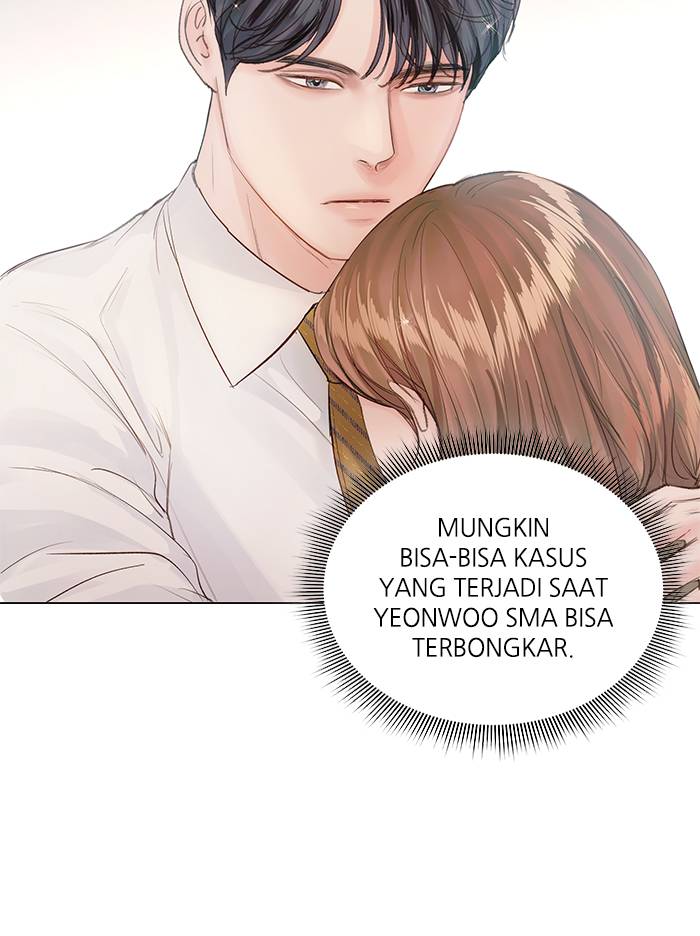 MUNGKIN
BISA-BISA KASUS
YANG TERJADI SAAT
YEONWOO SMA BISA
TERBONGKAR.